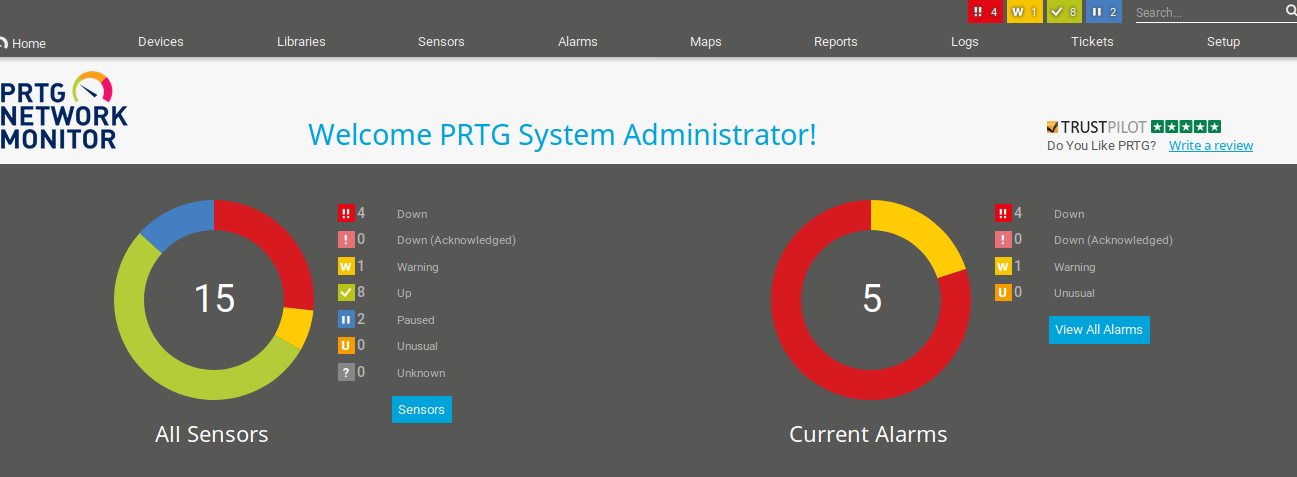 !! 4 W 1 8 2 Search...
Home Devices Libraries Sensors Alarms Maps Reports Logs Tickets Setup
PRTG
NETWORK
MONITOR
Welcome PRTG System Administrator!
TRUSTPILOT
Do You Like PRTG? Write a review
15
!! 4 Down
! 0 Down (Acknowledged)
W 1 Warning
8 Up
2 Paused
U 0 Unusual
? 0 Unknown
Sensors
All Sensors
5
!! 4 Down
! 0 Down (Acknowledged)
W 1 Warning
U 0 Unusual
View All Alarms
Current Alarms